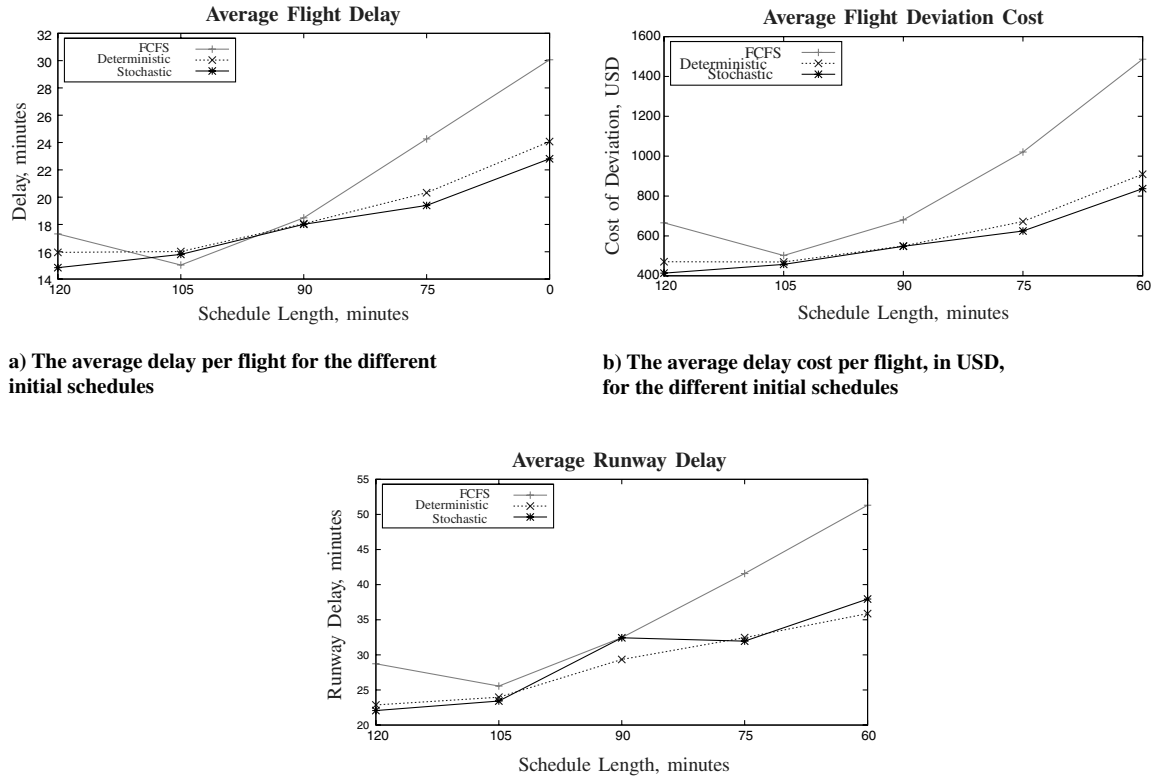 Average Flight Delay
32
30
28
26
24
22
20
18
16
14
Delay, minutes
FCFS
Deterministic
Stochastic
120 105 90 75 0
Schedule Length, minutes
a) The average delay per flight for the different
initial schedules
Average Flight Deviation Cost
1600
1400
1200
1000
800
600
400
Cost of Deviation, USD
FCFS
Deterministic
Stochastic
120 105 90 75 60
Schedule Length, minutes
b) The average delay cost per flight, in USD,
for the different initial schedules
Average Runway Delay
55
50
45
40
35
30
25
20
Runway Delay, minutes
FCFS
Deterministic
Stochastic
120 105 90 75 60
Schedule Length, minutes